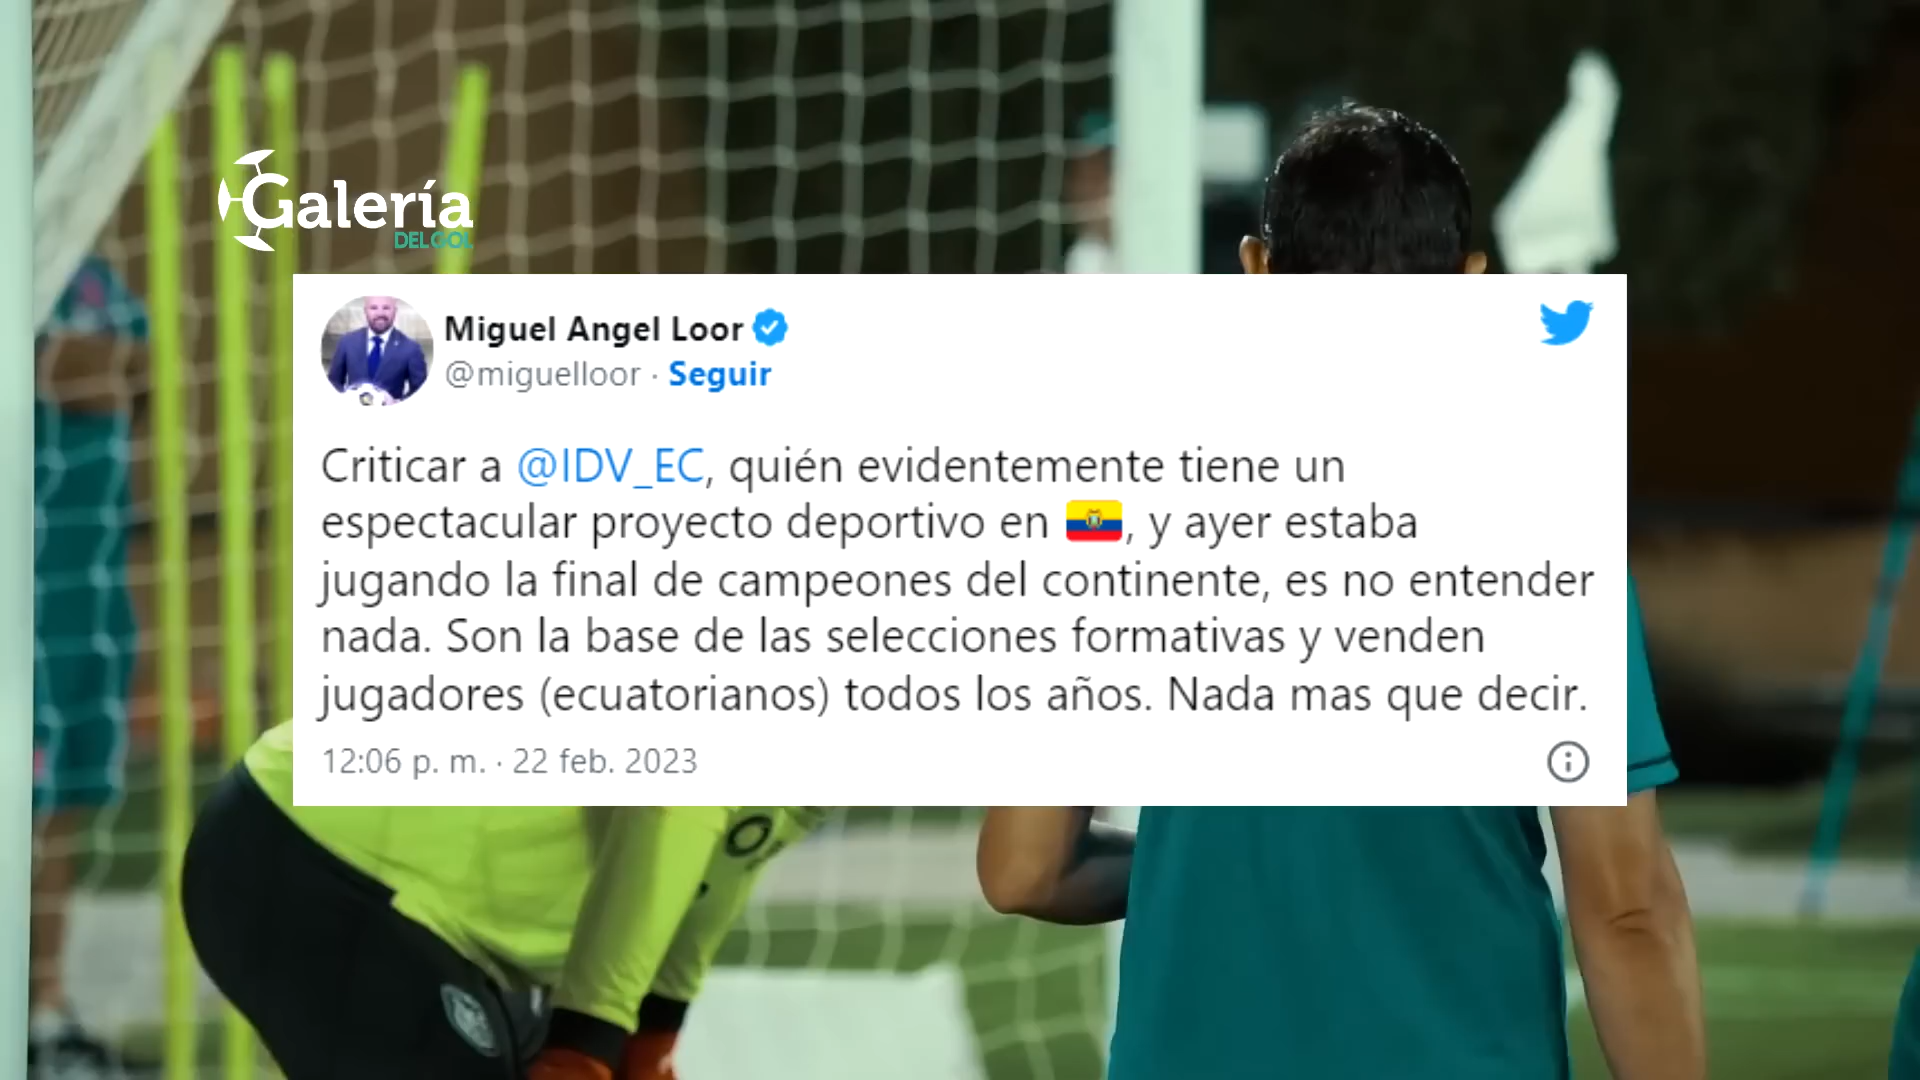 Galería
DELGOL
Miguel Angel Loor
@miguelloor · Seguir
Criticar a @IDV_EC, quién evidentemente tiene un
espectacular proyecto deportivo en 🇪🇨, y ayer estaba
jugando la final de campeones del continente, es no entender
nada. Son la base de las selecciones formativas y venden
jugadores (ecuatorianos) todos los años. Nada mas que decir.
12:06 p. m. · 22 feb. 2023